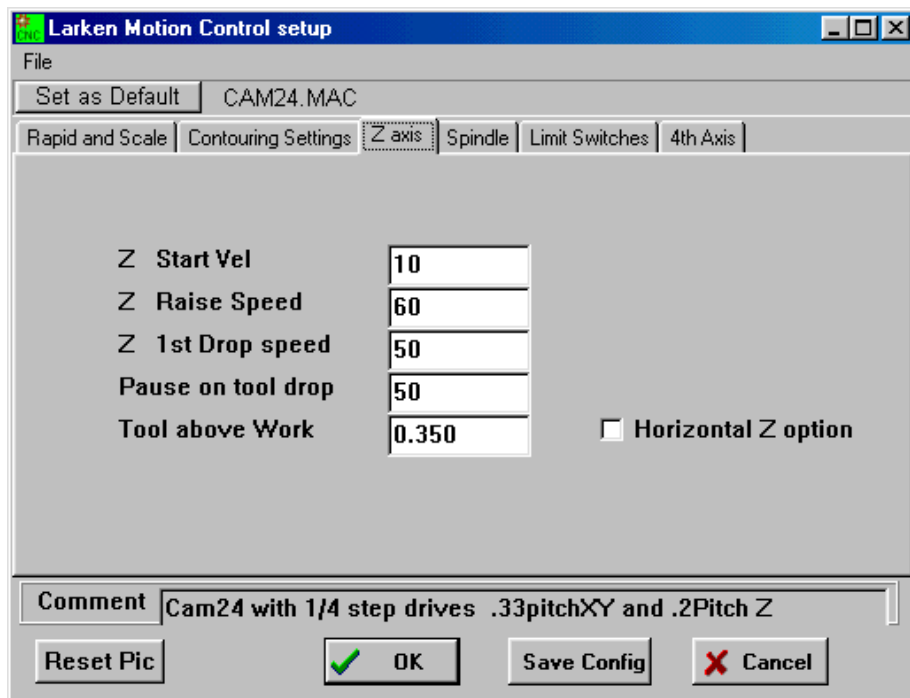 CNC Larken Motion Control setup
File
Set as Default CAM24.MAC
Rapid and Scale Contouring Settings Z axis Spindle Limit Switches 4th Axis
Z Start Vel 10
Z Raise Speed 60
Z 1st Drop speed 50
Pause on tool drop 50
Tool above Work 0.350 Horizontal Z option
Comment Cam24 with 1/4 step drives .33pitchXY and .2Pitch Z
Reset Pic OK Save Config Cancel